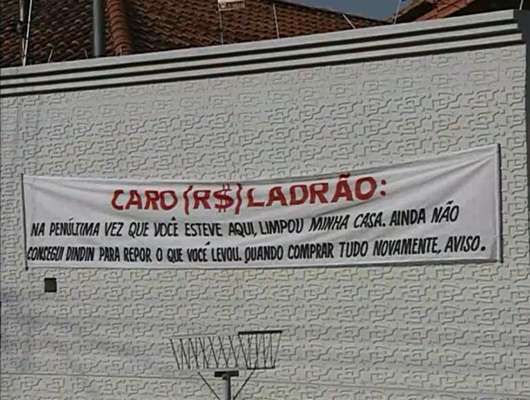 CARO {R$} LADRÃO:
NA PENÚLTIMA VEZ QUE VOCÊ ESTEVE AQUI, LIMPOU MINHA CASA. AINDA NÃO
CONSEGUI DINDIN PARA REPOR O QUE VOCÊ LEVOU. QUANDO COMPRAR TUDO NOVAMENTE, AVISO.